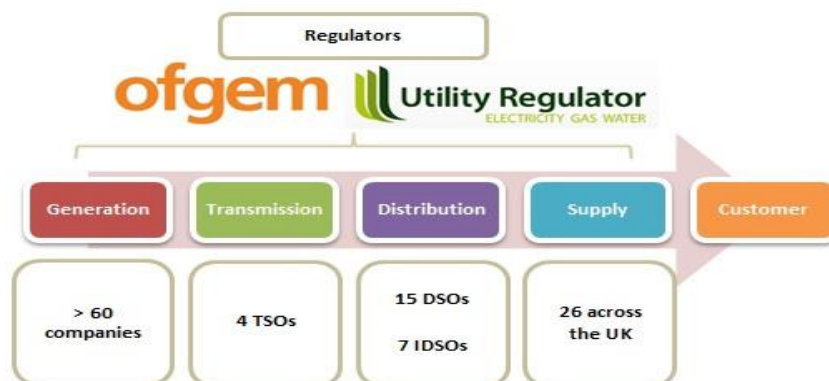 Regulators
ofgem
Utility Regulator
ELECTRICITY GAS WATER
Generation
Transmission
Distribution
Supply
Customer
> 60
companies
4 TSOs
15 DSOs
7 IDSOs
26 across
the UK